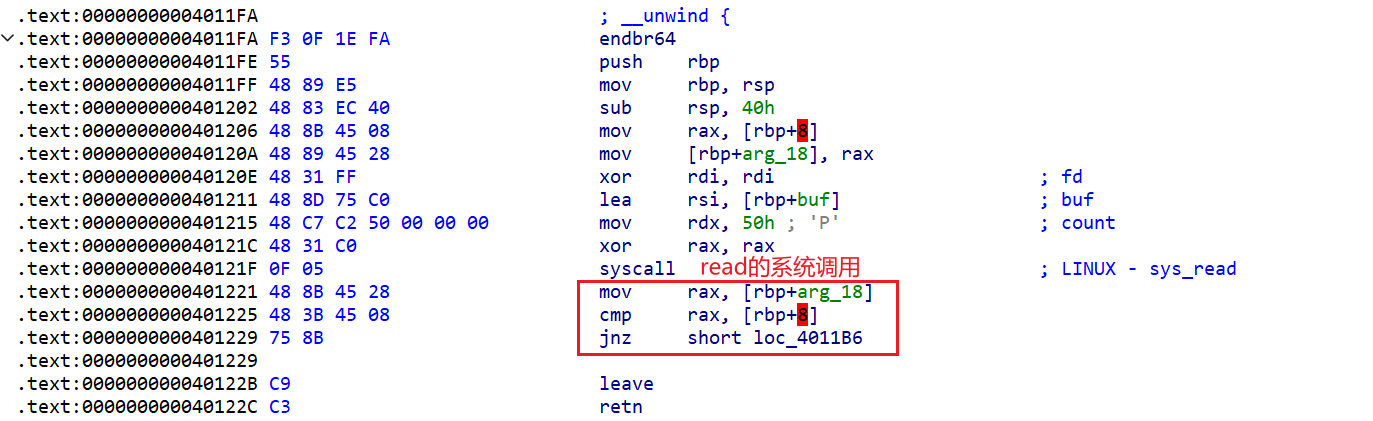 .text:00000000004011FA ; __unwind {
.text:00000000004011FA F3 0F 1E FA endbr64
.text:00000000004011FE 55 push rbp
.text:00000000004011FF 48 89 E5 mov rbp, rsp
.text:0000000000401202 48 83 EC 40 sub rsp, 40h
.text:0000000000401206 48 8B 45 08 mov rax, [rbp+8]
.text:000000000040120A 48 89 45 28 mov [rbp+arg_18], rax
.text:000000000040120E 48 31 FF xor rdi, rdi ; fd
.text:0000000000401211 48 8D 75 C0 lea rsi, [rbp+buf] ; buf
.text:0000000000401215 48 C7 C2 50 00 00 00 mov rdx, 50h ; 'P' ; count
.text:000000000040121C 48 31 C0 xor rax, rax
.text:000000000040121F 0F 05 syscall read的系统调用 ; LINUX - sys_read
.text:0000000000401221 48 8B 45 28 mov rax, [rbp+arg_18]
.text:0000000000401225 48 3B 45 08 cmp rax, [rbp+8]
.text:0000000000401229 75 8B jnz short loc_4011B6
.text:0000000000401229
.text:000000000040122B C9 leave
.text:000000000040122C C3 retn